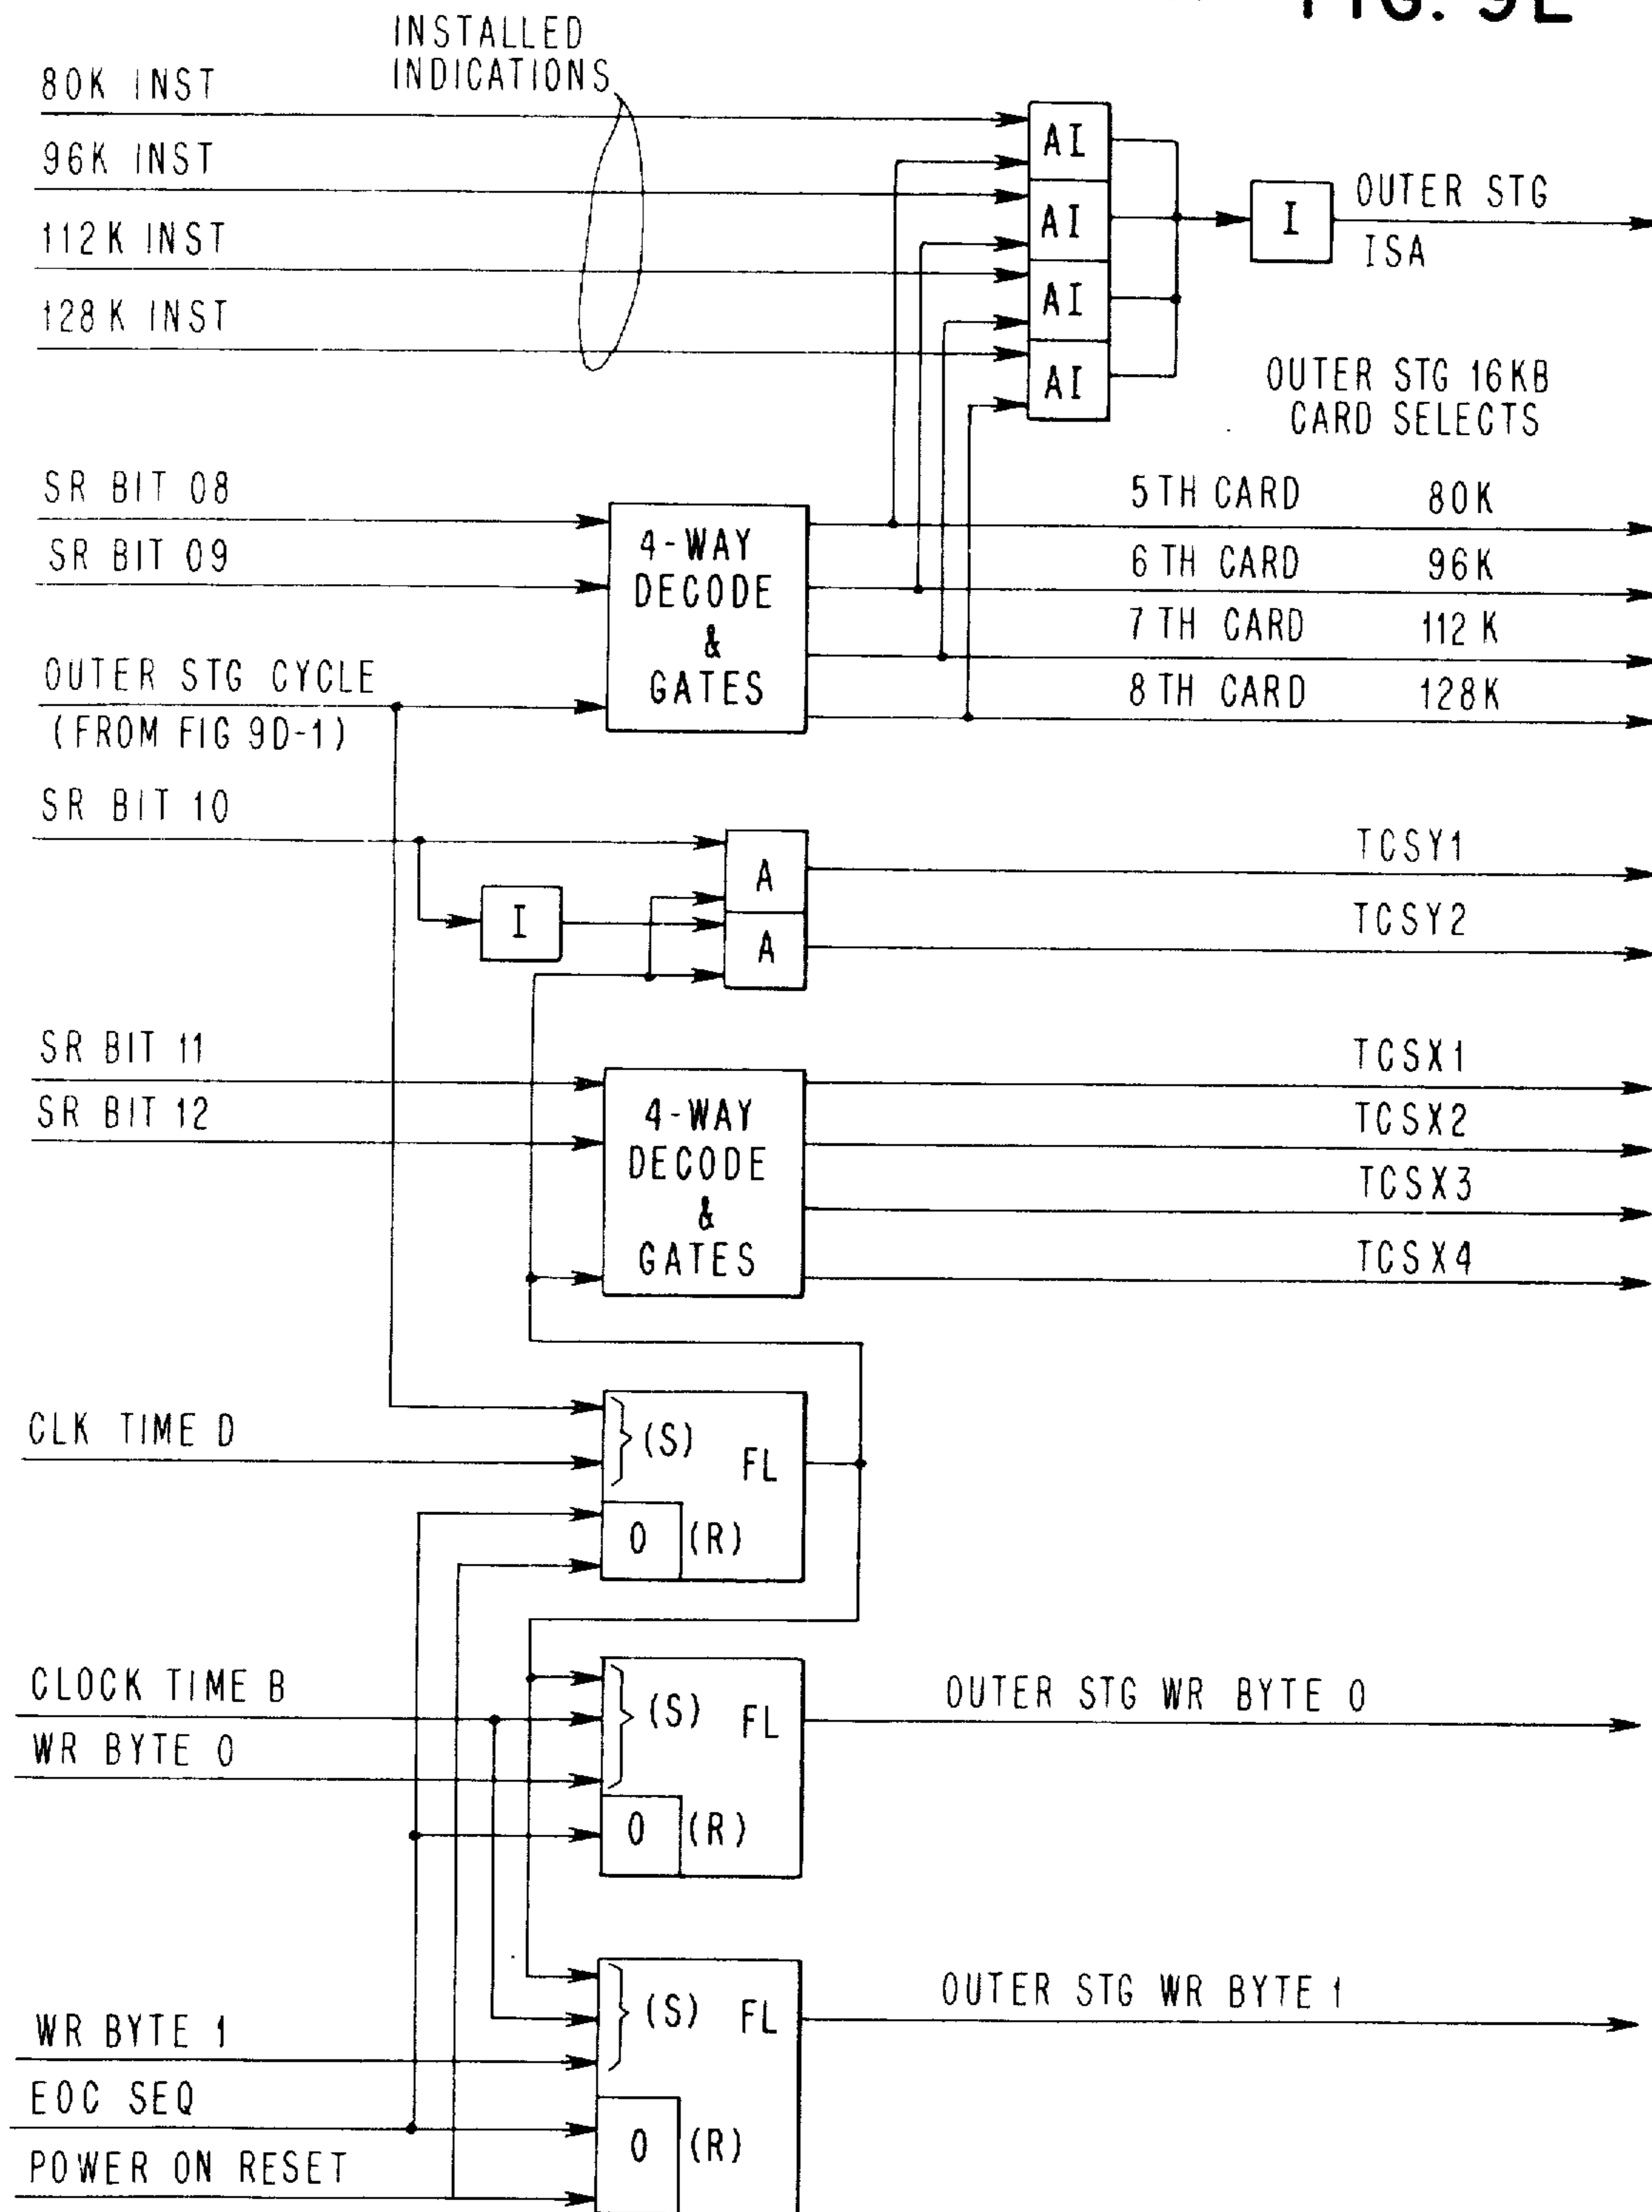 FIG. 9E
INSTALLED
INDICATIONS
80K INST
96K INST
112K INST
128K INST
AI
AI
AI
AI
I
OUTER STG
ISA
OUTER STG 16KB
CARD SELECTS
SR BIT 08
SR BIT 09
OUTER STG CYCLE
(FROM FIG 9D-1)
4-WAY
DECODE
&
GATES
5TH CARD 80K
6TH CARD 96K
7TH CARD 112K
8TH CARD 128K
SR BIT 10
I
A
A
TCSY1
TCSY2
SR BIT 11
SR BIT 12
4-WAY
DECODE
&
GATES
TCSX1
TCSX2
TCSX3
TCSX4
CLK TIME D
(S) FL
O (R)
CLOCK TIME B
WR BYTE 0
(S) FL
O (R)
OUTER STG WR BYTE 0
WR BYTE 1
EOC SEQ
POWER ON RESET
(S) FL
O (R)
OUTER STG WR BYTE 1